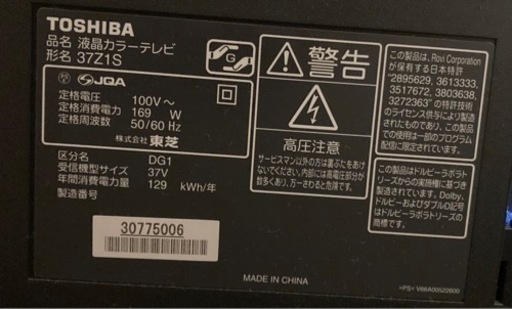 TOSHIBA
品名 液晶カラーテレビ
形名 37Z1S
JQA
定格電圧 100V～
定格消費電力 169 W
定格周波数 50/60 Hz
株式会社 東芝
区分名 DG1
受信機型サイズ 37V
年間消費電力量 129 kWh/年
製造番号
30775006
警告
高圧注意
サービスマン以外の方は裏ぶたをあけ
ないでください。内部には高電圧部分が
数多くあり、万一さわると危険です。
この製品は、Rovi Corporation
が保有する日本特許
"2895629、3613333、
3517672、3803638、
3272363" の特許技術
のライセンス供与により製造
されています。この製品で
の使用は一部のプログラム
配信に限定されています。
この製品はドルビーラボラト
リーズからの実施権に基づき
製造されています。Dolby、
ドルビー及びダブルD記号
はドルビーラボラトリーズの
商標です。
MADE IN CHINA
>PS< V66A00520800